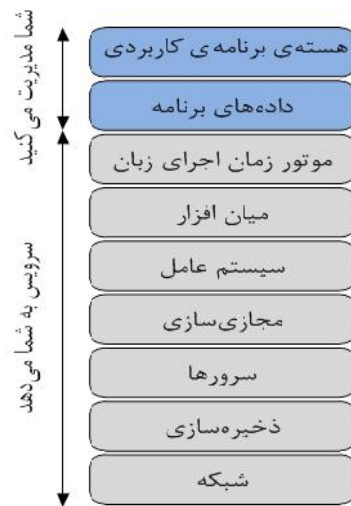 شما مدیریت می کنید
هسته‌ی برنامه‌ی کاربردی
داده‌های برنامه
سرویس به شما می‌دهد
موتور زمان اجرای زبان
میان افزار
سیستم عامل
مجازی‌سازی
سرورها
ذخیره‌سازی
شبکه